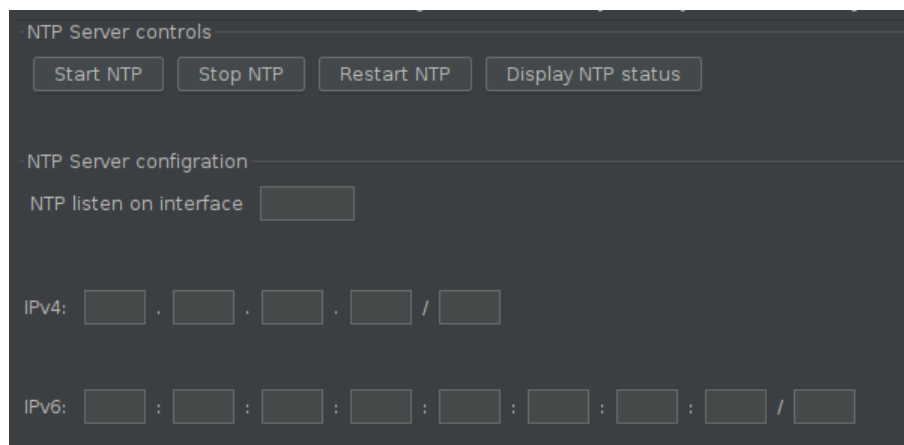 NTP Server controls
Start NTP Stop NTP Restart NTP Display NTP status
NTP Server configration
NTP listen on interface
IPv4: . . . /
IPv6: : : : : : : : /